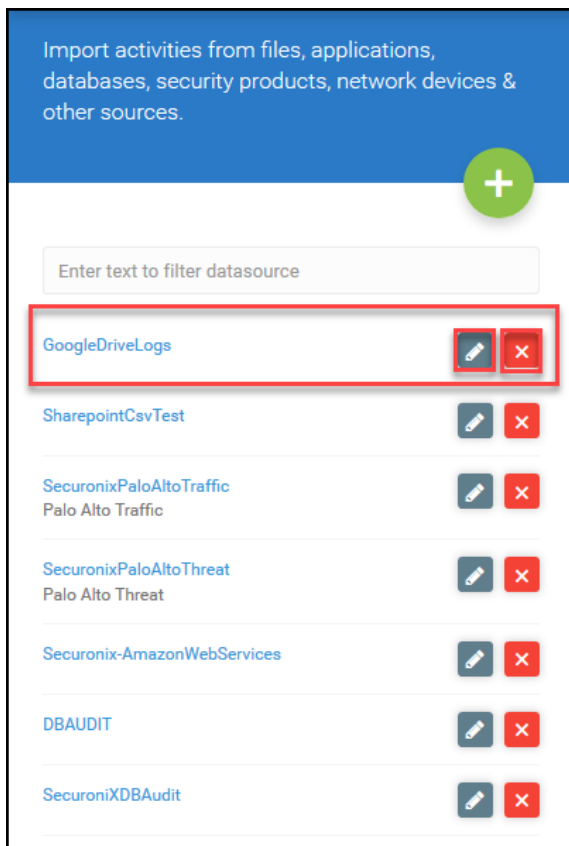 Import activities from files, applications,
databases, security products, network devices &
other sources.
Enter text to filter datasource
GoogleDriveLogs
SharepointCsvTest
SecuronixPaloAltoTraffic
Palo Alto Traffic
SecuronixPaloAltoThreat
Palo Alto Threat
Securonix-AmazonWebServices
DBAUDIT
SecuroniXDBAudit